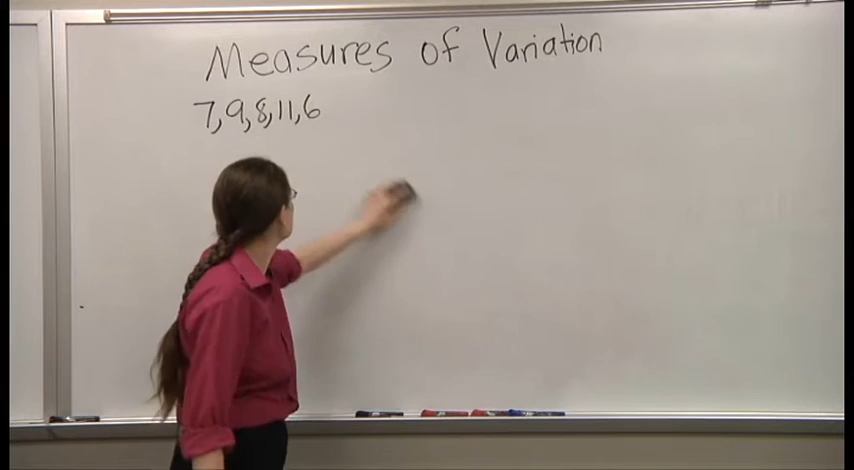 Measures of Variation
7,9,8,11,6